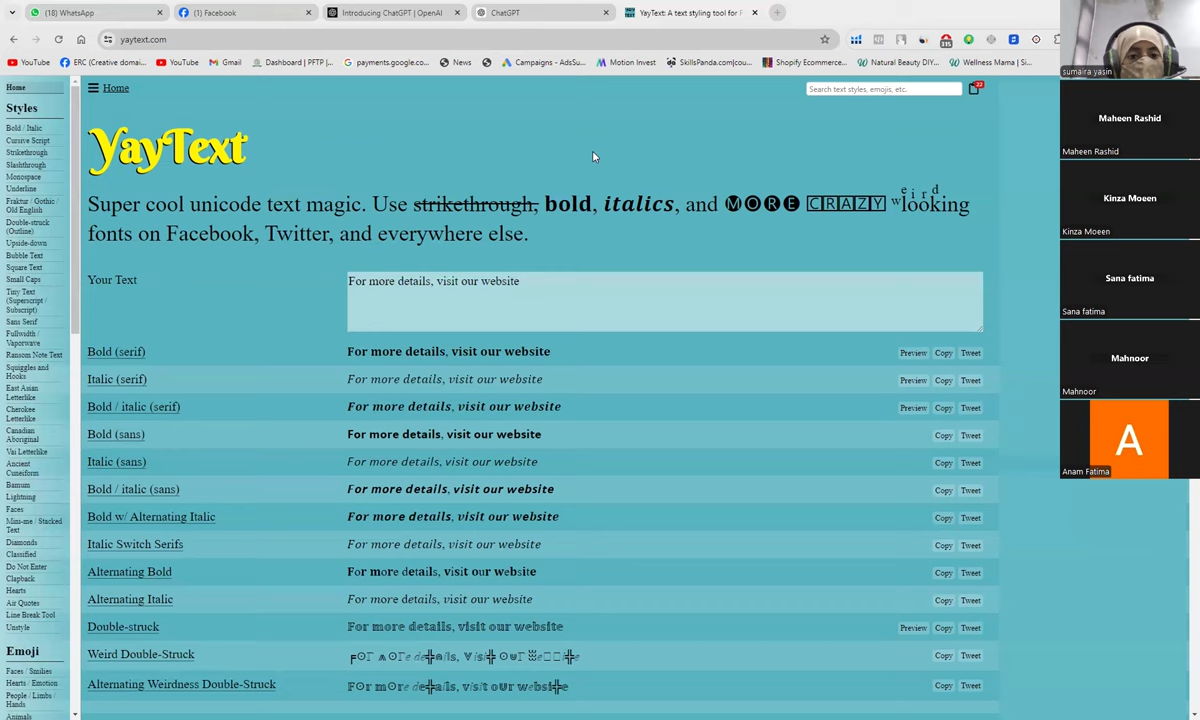 (18) WhatsApp
(1) Facebook
Introducing ChatGPT | OpenAI
ChatGPT
YayText: A text styling tool for F
yaytext.com
YouTube
ERC (Creative domai...
YouTube
Gmail
Dashboard | PFTP |...
payments.google.co...
News
Campaigns - AdsSu...
Motion Invest
SkillsPanda.com|cou...
Shopify Ecommerce...
Natural Beauty DIY...
Wellness Mama | Si...
Home
Styles
Bold / Italic
Cursive Script
Strikethrough
Slashthrough
Monospace
Underline
Fraktur / Gothic /
Old English
Double-struck
(Outline)
Upside-down
Bubble Text
Square Text
Small Caps
Tiny Text
(Superscript /
Subscript)
Sans Serif
Fullwidth /
Vaporwave
Ransom Note Text
Squiggles and
Hooks
East Asian
Letterlike
Cherokee
Letterlike
Canadian
Aboriginal
Vai Letterlike
Ancient
Cuneiform
Bamum
Lightning
Faces
Mini-me / Stacked
Text
Diamonds
Classified
Do Not Enter
Clapback
Hearts
Air Quotes
Line Break Tool
Unstyle
Emoji
Faces / Smilies
Hearts / Emotion
People / Limbs /
Hands
Animals
Home
Search text styles, emojis, etc.
YayText
Super cool unicode text magic. Use strikethrough, bold, italics, and MORE CRAZY weirdlooking
fonts on Facebook, Twitter, and everywhere else.
Your Text
For more details, visit our website
Bold (serif) For more details, visit our website Preview Copy Tweet
Italic (serif) For more details, visit our website Preview Copy Tweet
Bold / italic (serif) For more details, visit our website Preview Copy Tweet
Bold (sans) For more details, visit our website Copy Tweet
Italic (sans) For more details, visit our website Copy Tweet
Bold / italic (sans) For more details, visit our website Copy Tweet
Bold w/ Alternating Italic For more details, visit our website Copy Tweet
Italic Switch Serifs For more details, visit our website Copy Tweet
Alternating Bold For more details, visit our website Copy Tweet
Alternating Italic For more details, visit our website Copy Tweet
Double-struck For more details, visit our website Preview Copy Tweet
Weird Double-Struck Copy Tweet
Alternating Weirdness Double-Struck Copy Tweet
sumaira yasin
Maheen Rashid
Maheen Rashid
Kinza Moeen
Kinza Moeen
Sana fatima
Sana fatima
Mahnoor
Mahnoor
A
Anam Fatima